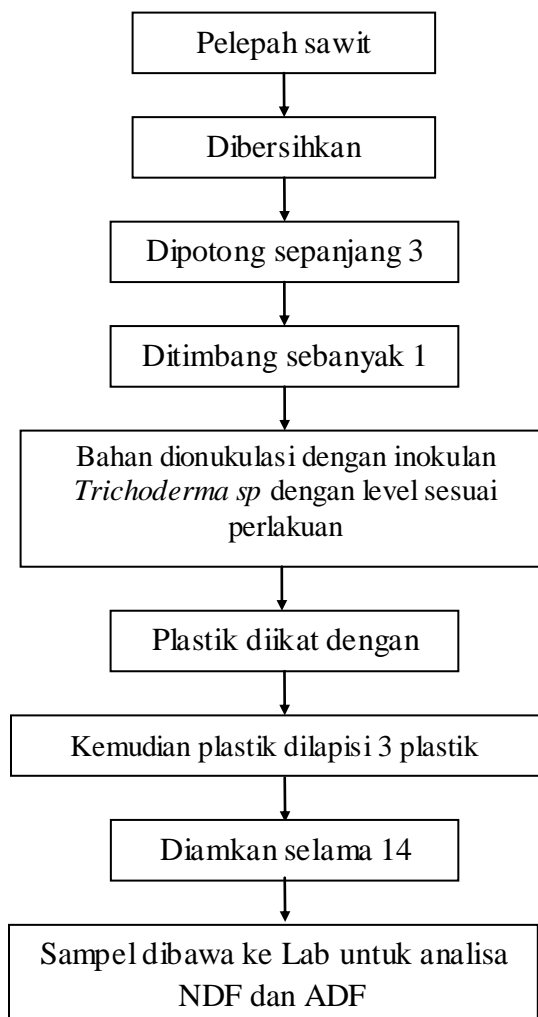 Pelepah sawit
Dibersihkan
Dipotong sepanjang 3
Ditimbang sebanyak 1
Bahan dionukulasi dengan inokulan
Trichoderma sp dengan level sesuai
perlakuan
Plastik diikat dengan
Kemudian plastik dilapisi 3 plastik
Diamkan selama 14
Sampel dibawa ke Lab untuk analisa
NDF dan ADF